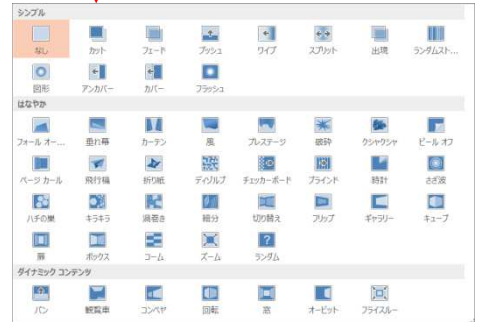 シンプル
なし カット フェード プッシュ ワイプ スプリット 出現 ランダムスト...
図形 アンカバー カバー フラッシュ
はなやか
フォール オー... 垂れ幕 カーテン 風 プレステージ 破砕 クシャクシャ ピール オフ
ページ カール 飛行機 折り紙 ディゾルブ チェッカーボード ブラインド 時計 さざ波
ハチの巣 キラキラ 渦巻き 細分 切り替え フリップ ギャラリー キューブ
扉 ボックス コーム ズーム ランダム
ダイナミック コンテンツ
パン 観覧車 コンベヤ 回転 窓 オービット フライスルー